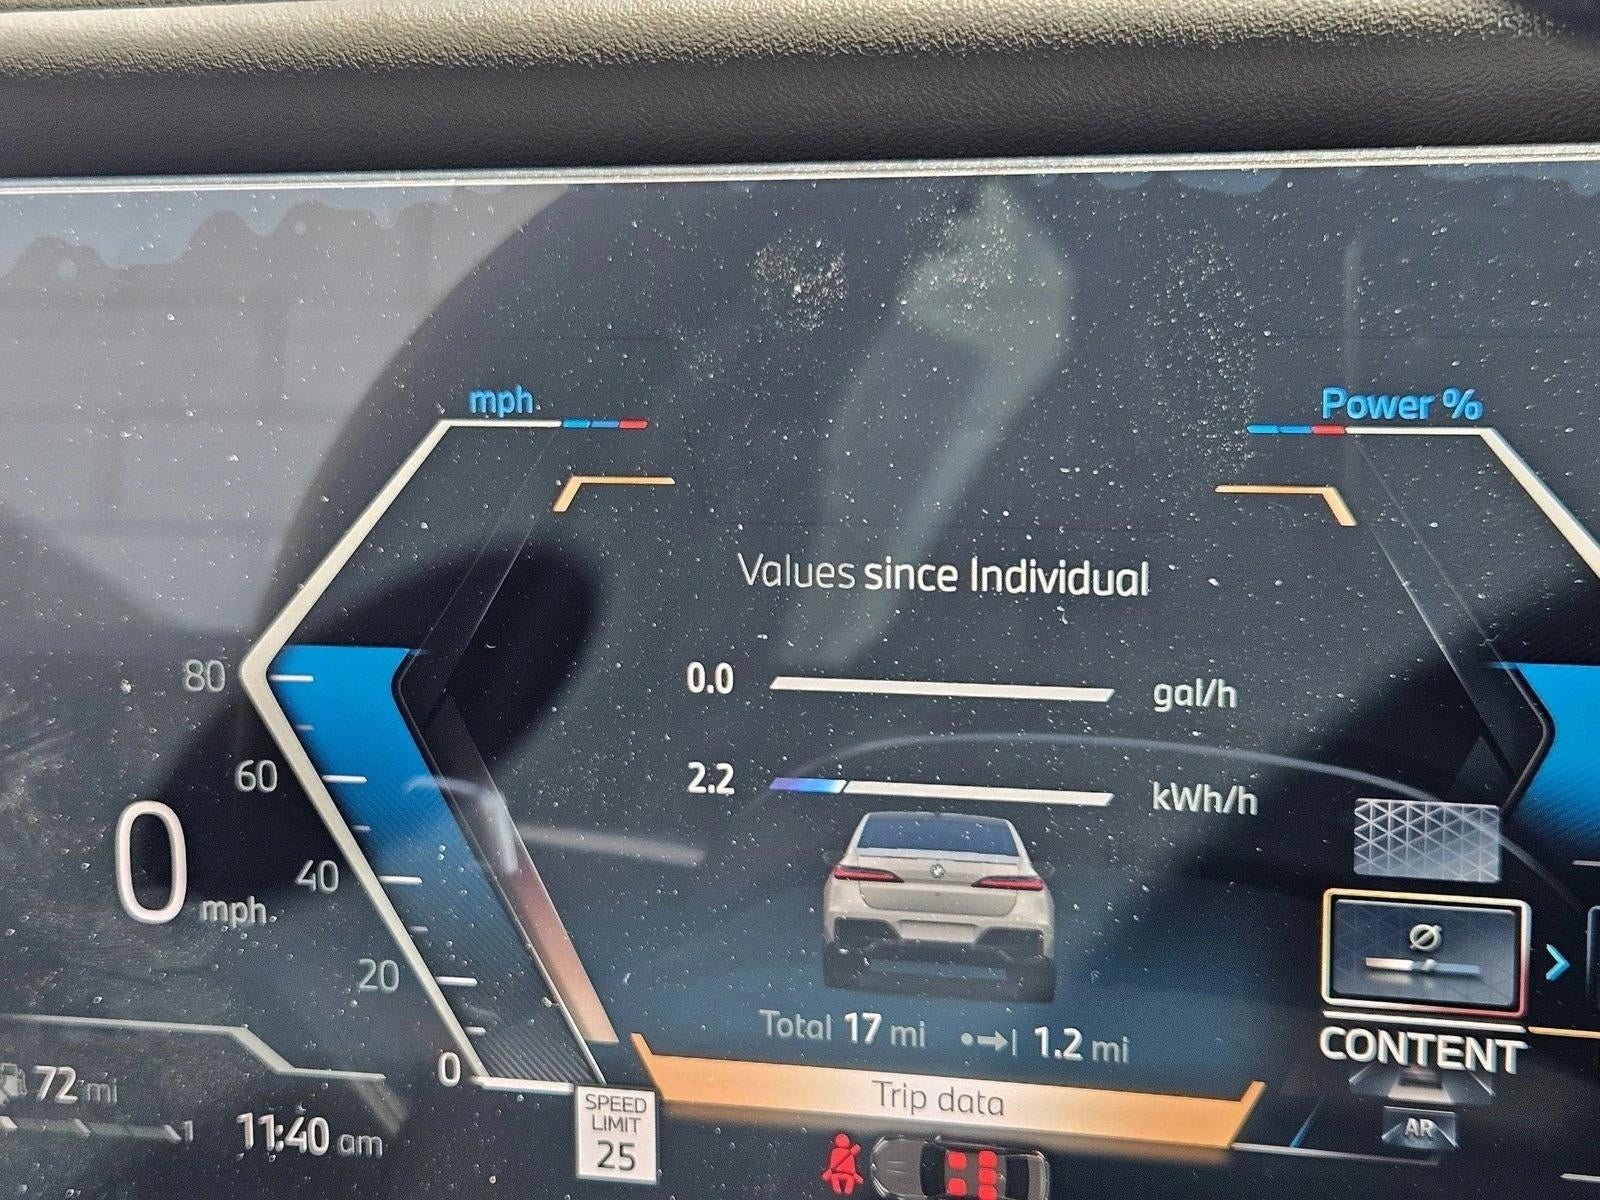 mph
Power %
Values since Individual
0.0 gal/h
2.2 kWh/h
80
60
40
20
0
0 mph
Total 17 mi 1.2 mi
Trip data
CONTENT
AR
72 mi
1
11:40 am
SPEED
LIMIT
25